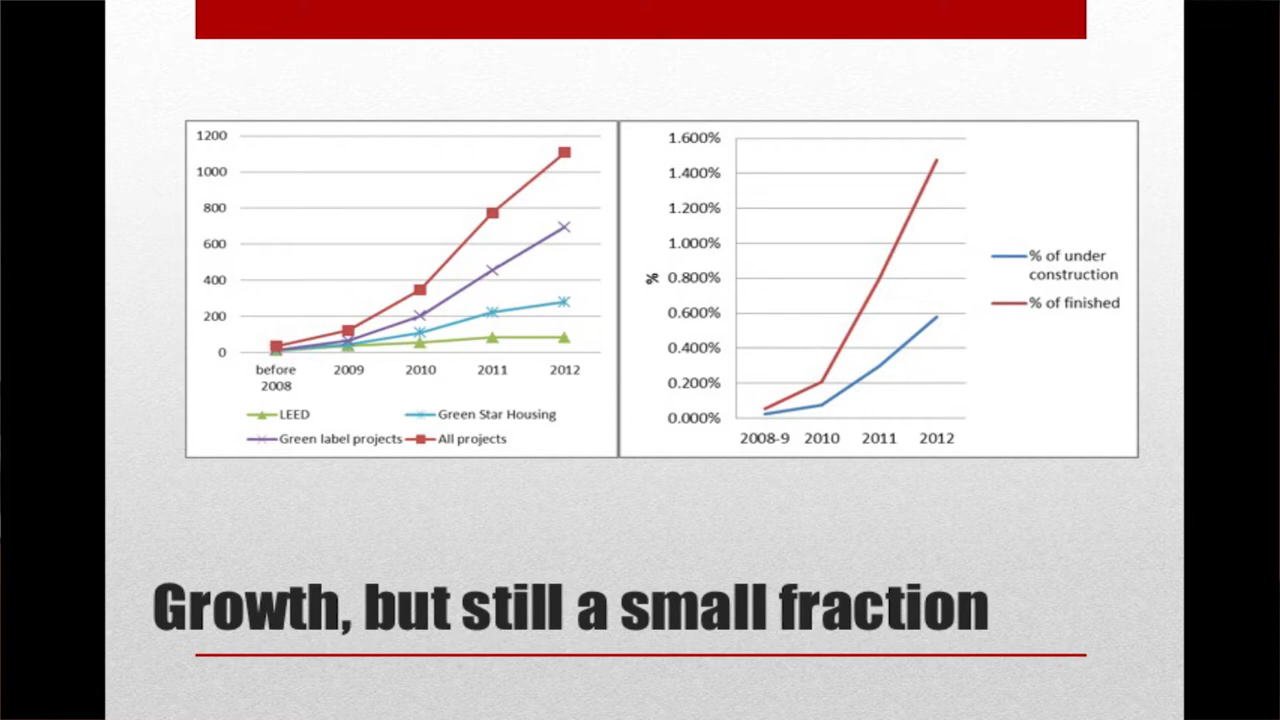 1200
1000
800
600
400
200
0
before 2008
2009
2010
2011
2012
LEED
Green Star Housing
Green label projects
All projects
1.600%
1.400%
1.200%
1.000%
0.800%
0.600%
0.400%
0.200%
0.000%
%
2008-9
2010
2011
2012
% of under
construction
% of finished
Growth, but still a small fraction